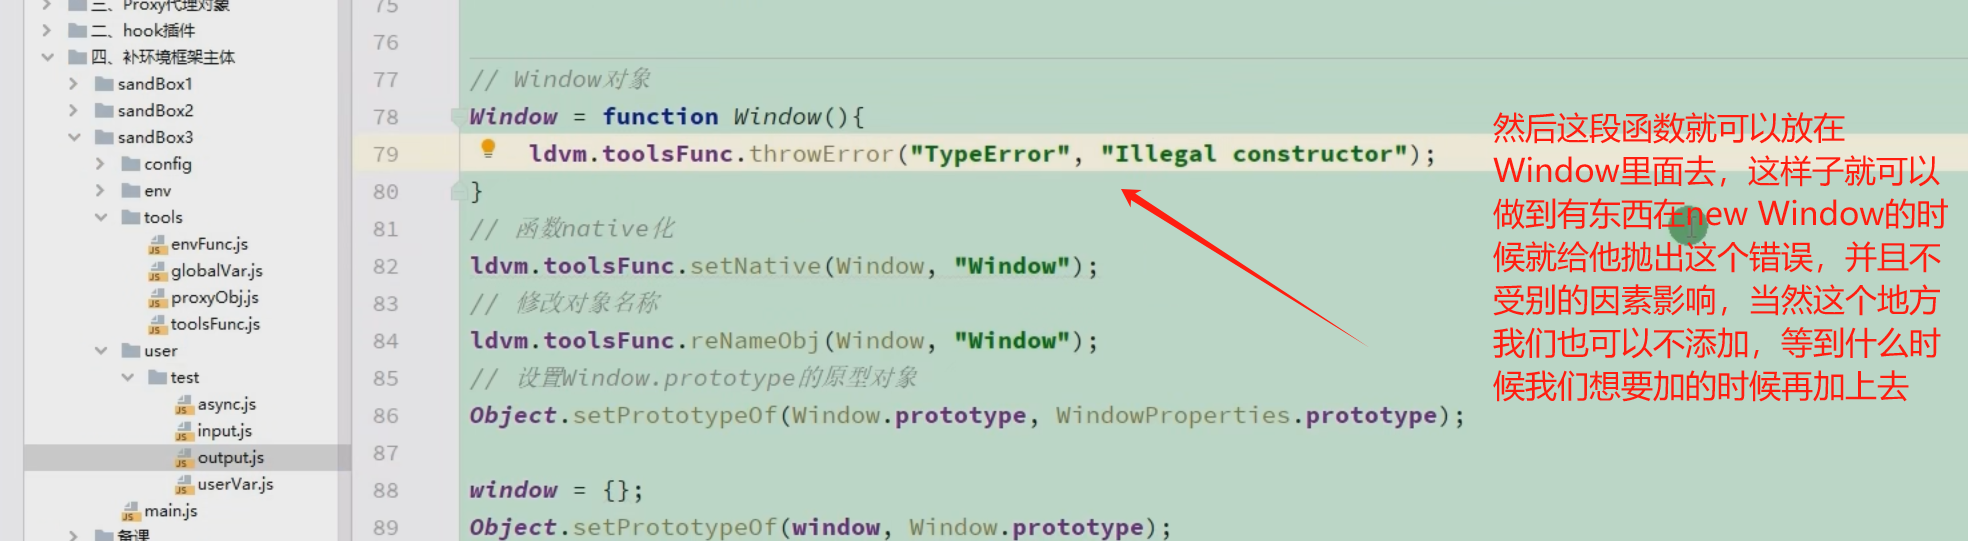 三、Proxy代理对象
二、hook插件
四、补环境框架主体
sandBox1
sandBox2
sandBox3
config
env
tools
envFunc.js
globalVar.js
proxyObj.js
toolsFunc.js
user
test
async.js
input.js
output.js
userVar.js
main.js
备课
75
76
77 // Window对象
78 Window = function Window(){
79 ldvm.toolsFunc.throwError("TypeError", "Illegal constructor");
80 }
81 // 函数native化
82 ldvm.toolsFunc.setNative(Window, "Window");
83 // 修改对象名称
84 ldvm.toolsFunc.reNameObj(Window, "Window");
85 // 设置Window.prototype的原型对象
86 Object.setPrototypeOf(Window.prototype, WindowProperties.prototype);
87
88 window = {};
89 Object.setPrototypeOf(window, Window.prototype);
然后这段函数就可以放在
Window里面去，这样子就可以
做到有东西在new Window的时
候就给他抛出这个错误，并且不
受别的因素影响，当然这个地方
我们也可以不添加，等到什么时
候我们想要加的时候再加上去